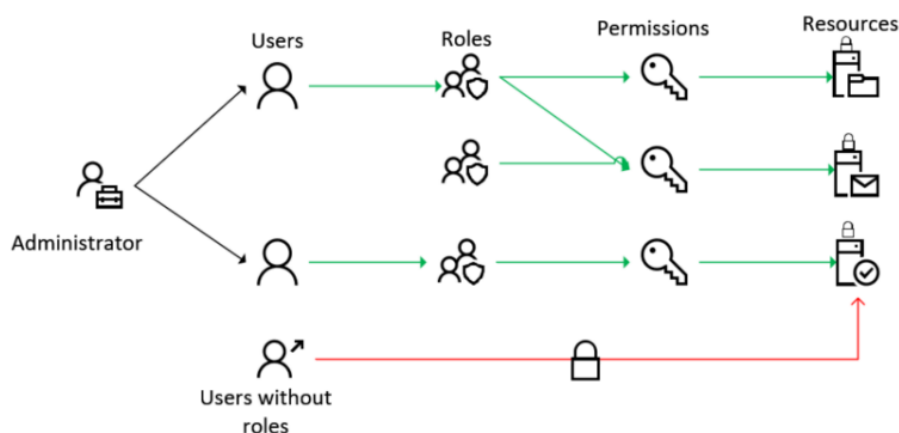 Users
Roles
Permissions
Resources
Administrator
Users without
roles